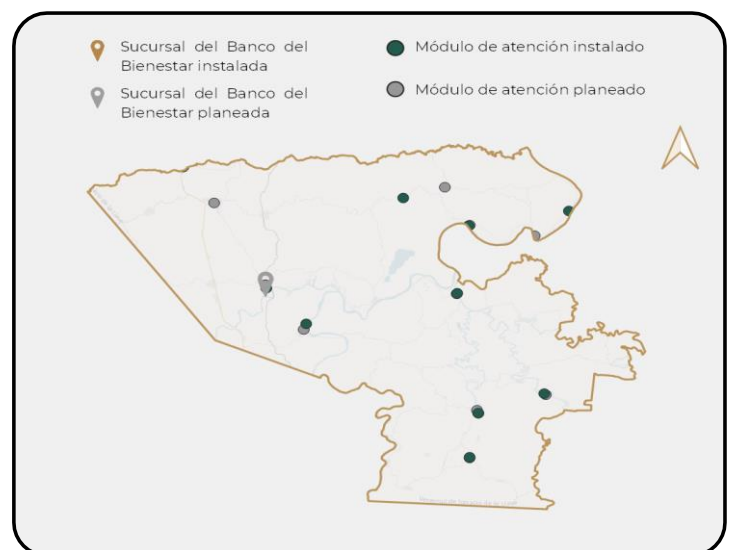 Sucursal del Banco del
Bienestar instalada
Sucursal del Banco del
Bienestar planeada
Módulo de atención instalado
Módulo de atención planeado